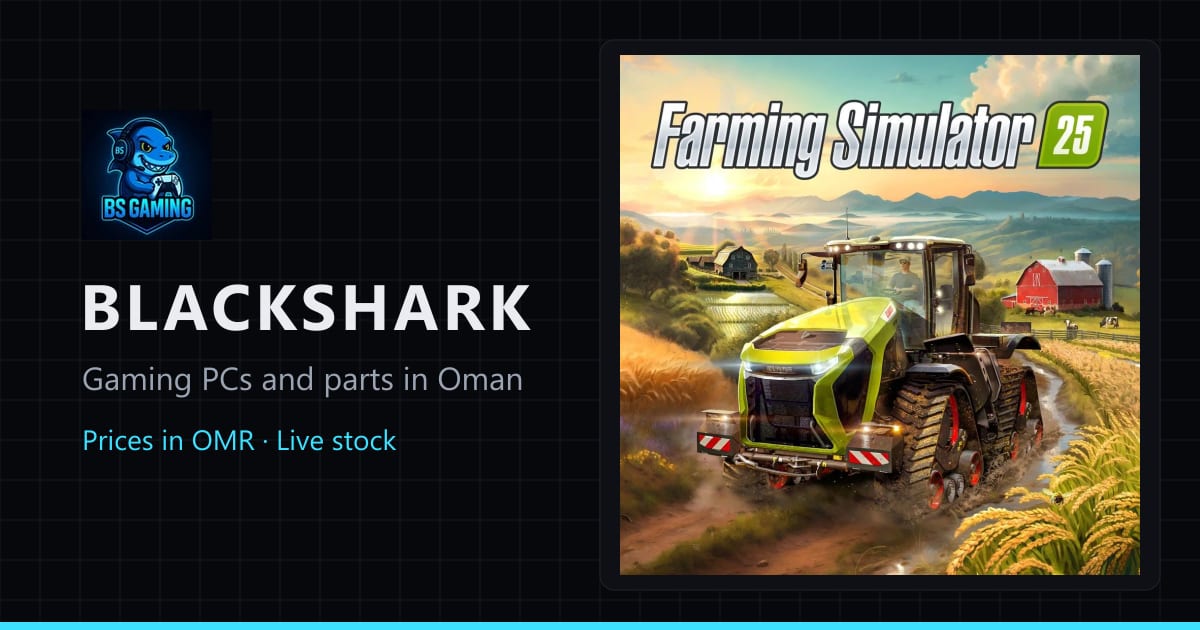 BS
BS GAMING
BLACKSHARK
Gaming PCs and parts in Oman
Prices in OMR · Live stock
Farming Simulator 25